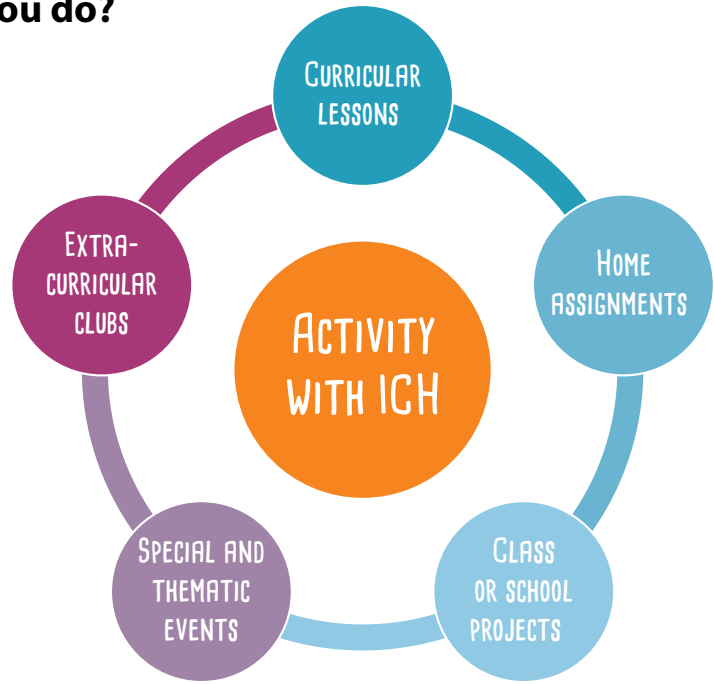 ou do?
CURRICULAR
LESSONS
HOME
ASSIGNMENTS
CLASS
OR SCHOOL
PROJECTS
SPECIAL AND
THEMATIC
EVENTS
EXTRA-
CURRICULAR
CLUBS
ACTIVITY
WITH ICH